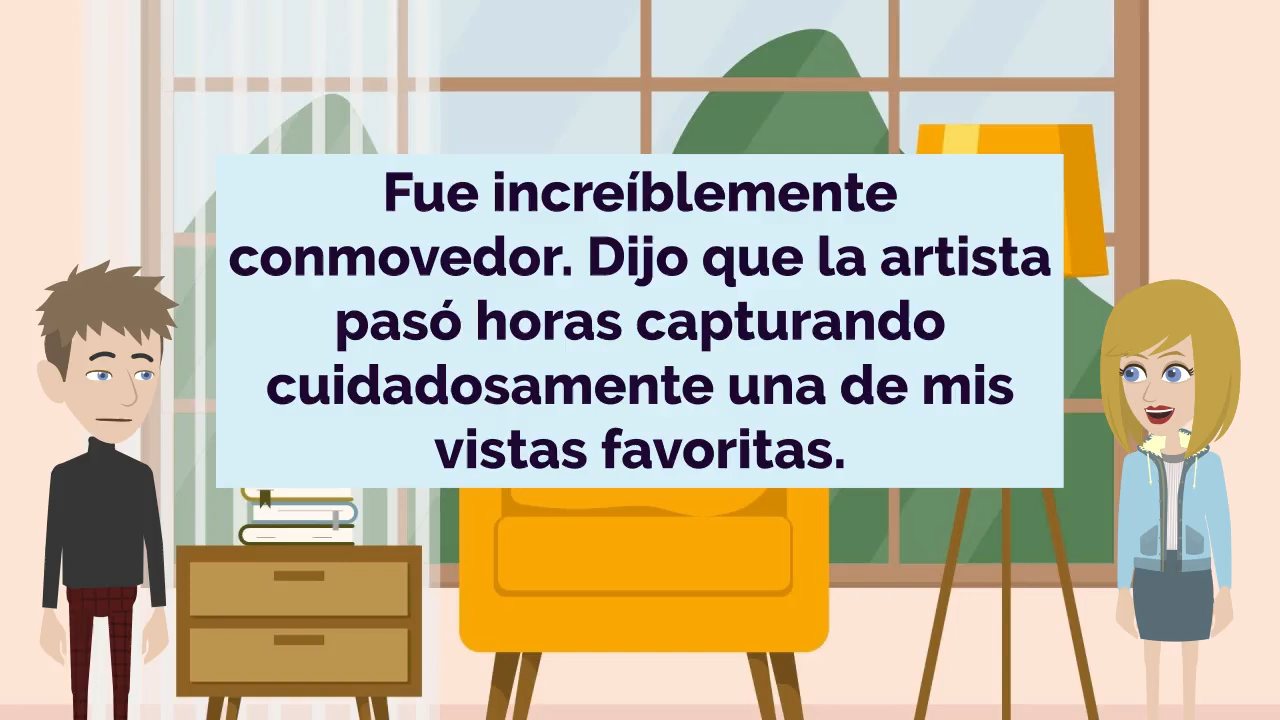 Fue increíblemente
conmovedor. Dijo que la artista
pasó horas capturando
cuidadosamente una de mis
vistas favoritas.